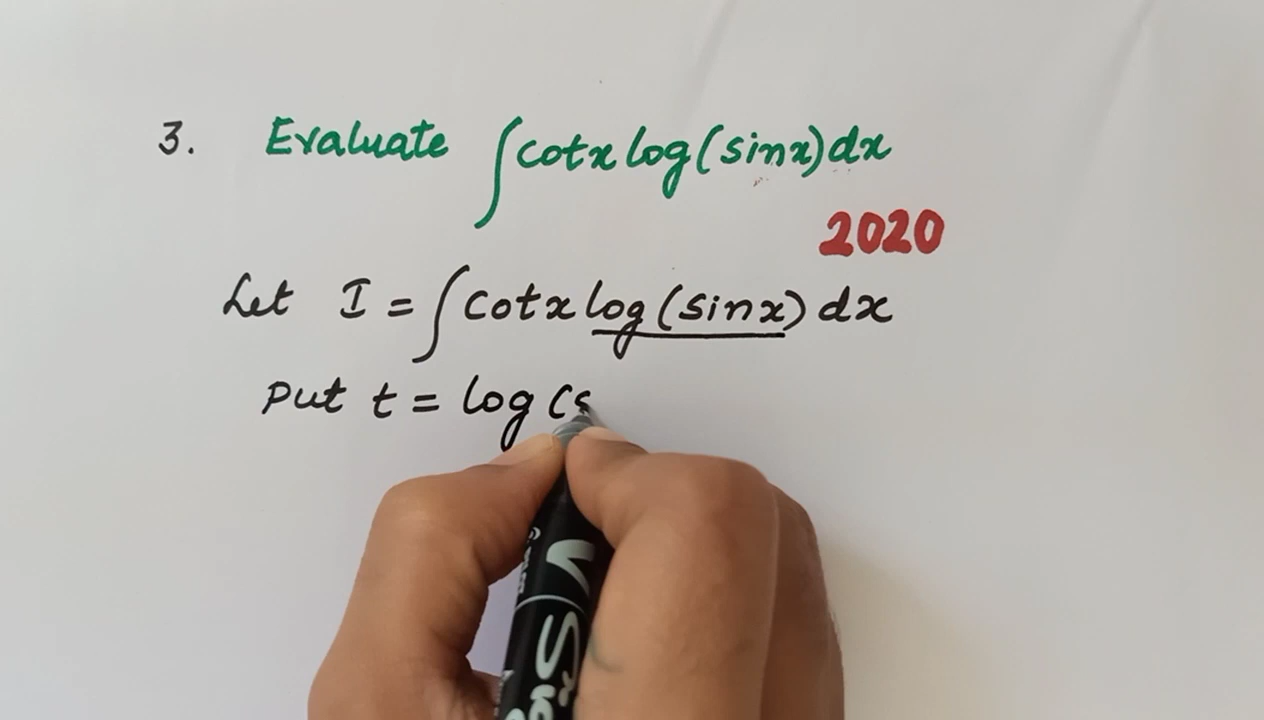 3. Evaluate ∫cotx log(sinx)dx
2020
Let I = ∫cotx log(sinx) dx
Put t = log (s